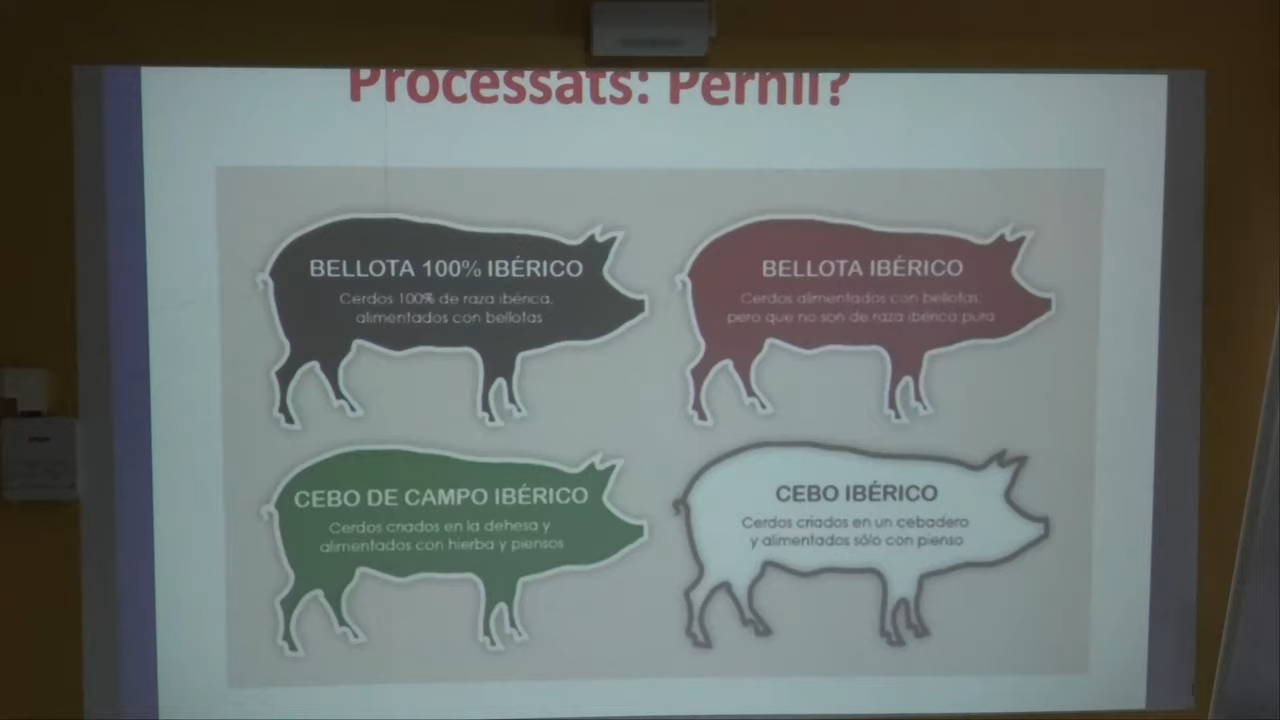 Processats: Pernil?
BELLOTA 100% IBÉRICO
Cerdos 100% de raza ibérica,
alimentados con bellotas
BELLOTA IBÉRICO
Cerdos alimentados con bellotas,
pero que no son de raza ibérica pura
CEBO DE CAMPO IBÉRICO
Cerdos criados en la dehesa y
alimentados con hierba y piensos
CEBO IBÉRICO
Cerdos criados en un cebadero
y alimentados sólo con pienso